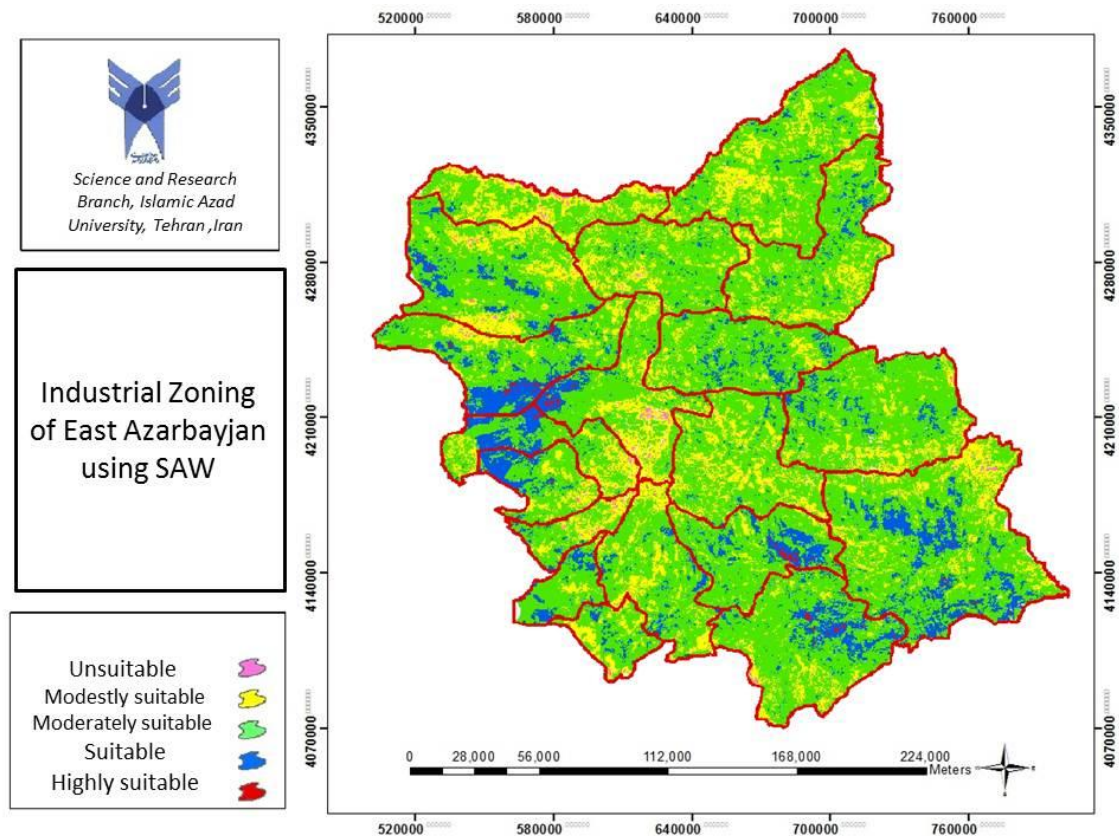 520000 580000 640000 700000 760000
Science and Research
Branch, Islamic Azad
University, Tehran ,Iran
Industrial Zoning
of East Azarbayjan
using SAW
Unsuitable
Modestly suitable
Moderately suitable
Suitable
Highly suitable
4350000
4280000
4210000
4140000
4070000
4350000
4280000
4210000
4140000
4070000
0 28,000 56,000 112,000 168,000 224,000
Meters
520000 580000 640000 700000 760000